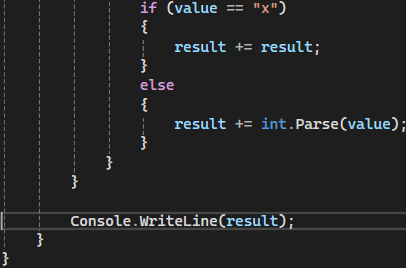 if (value == "x")
{
result += result;
}
else
{
result += int.Parse(value);
}
}
}
Console.WriteLine(result);
}
}